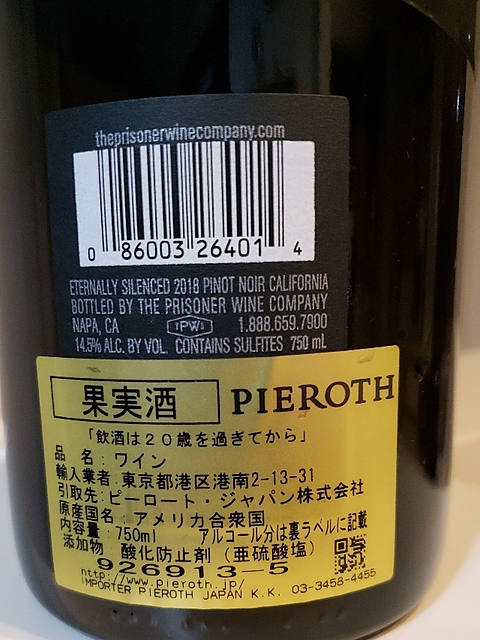 theprisonerwinecompany.com
0 86003 26401 4
ETERNALLY SILENCED 2018 PINOT NOIR CALIFORNIA
BOTTLED BY THE PRISONER WINE COMPANY
NAPA, CA TPWC 1.888.659.7900
14.5% ALC. BY VOL. CONTAINS SULFITES 750 mL
果実酒 PIEROTH
「飲酒は20歳を過ぎてから」
品 名:ワイン
輸入業者:東京都港区港南2-13-31
引取先:ピーロート・ジャパン株式会社
原産国名:アメリカ合衆国
内容量:750ml アルコール分は裏ラベルに記載
添加物 酸化防止剤(亜硫酸塩)
926913-5
http://www.pieroth.jp/
IMPORTER PIEROTH JAPAN K.K. 03-3458-4455